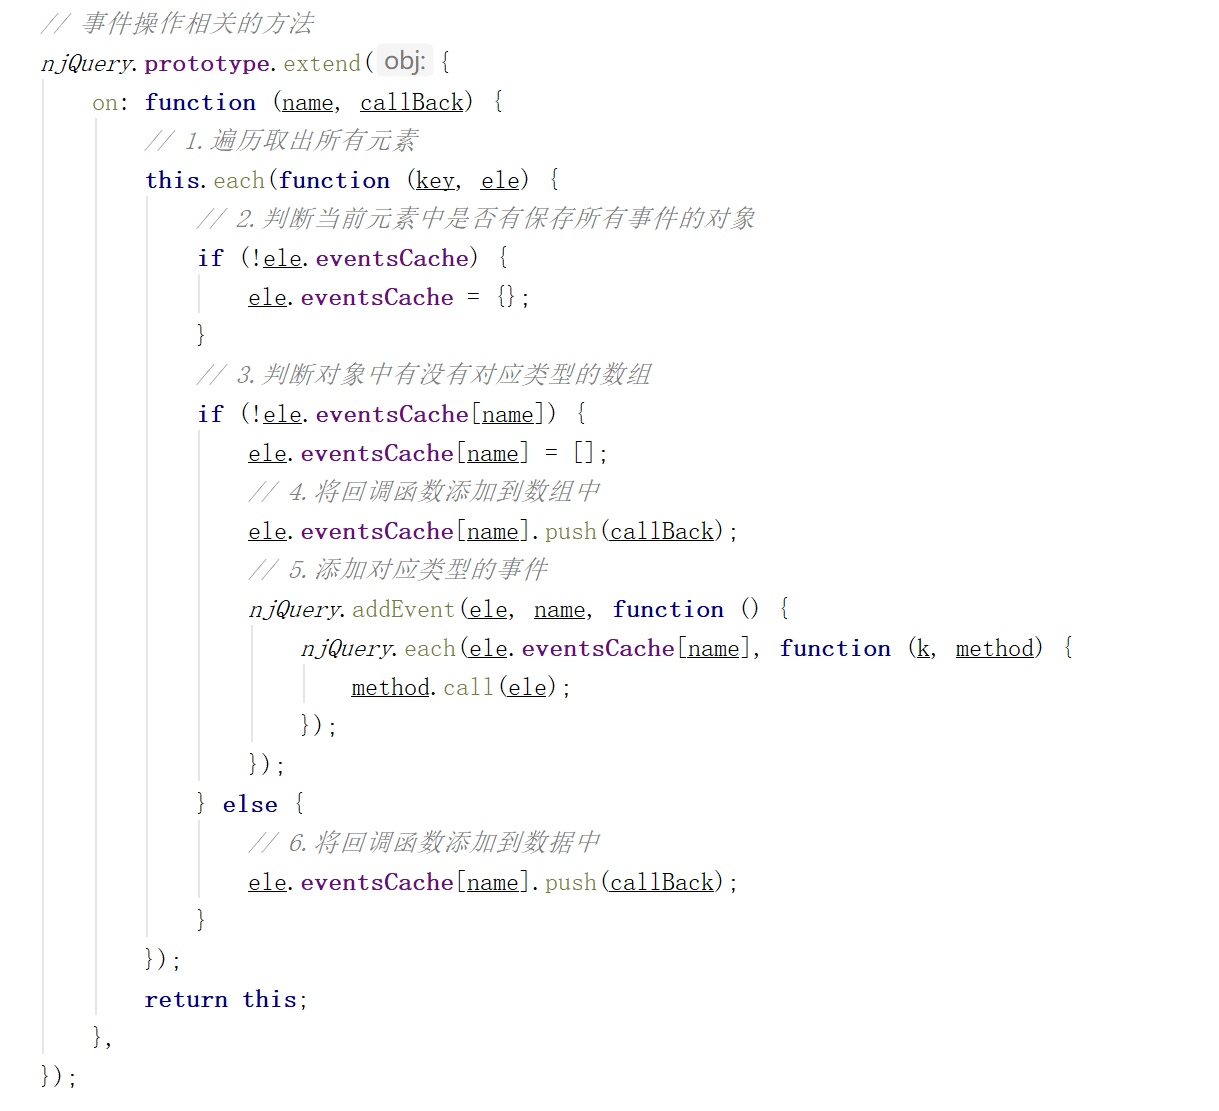 // 事件操作相关的方法
njQuery.prototype.extend( obj: {
on: function (name, callBack) {
// 1.遍历取出所有元素
this.each(function (key, ele) {
// 2.判断当前元素中是否有保存所有事件的对象
if (!ele.eventsCache) {
ele.eventsCache = {};
}
// 3.判断对象中有没有对应类型的数组
if (!ele.eventsCache[name]) {
ele.eventsCache[name] = [];
// 4.将回调函数添加到数组中
ele.eventsCache[name].push(callBack);
// 5.添加对应类型的事件
njQuery.addEvent(ele, name, function () {
njQuery.each(ele.eventsCache[name], function (k, method) {
method.call(ele);
});
});
} else {
// 6.将回调函数添加到数据中
ele.eventsCache[name].push(callBack);
}
});
return this;
},
});